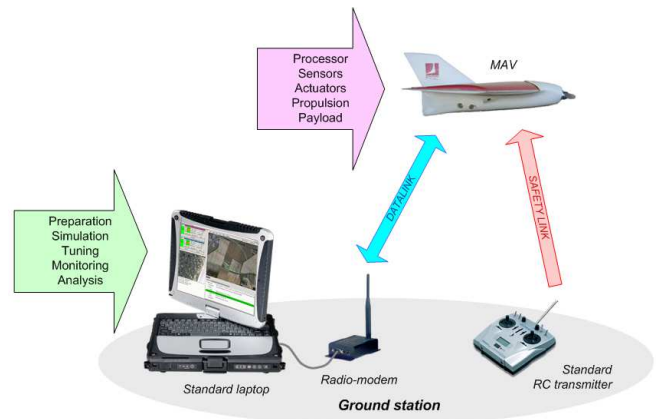 Processor
Sensors
Actuators
Propulsion
Payload
MAV
DATALINK
SAFETY LINK
Preparation
Simulation
Tuning
Monitoring
Analysis
Standard laptop
Radio-modem
Standard
RC transmitter
Ground station